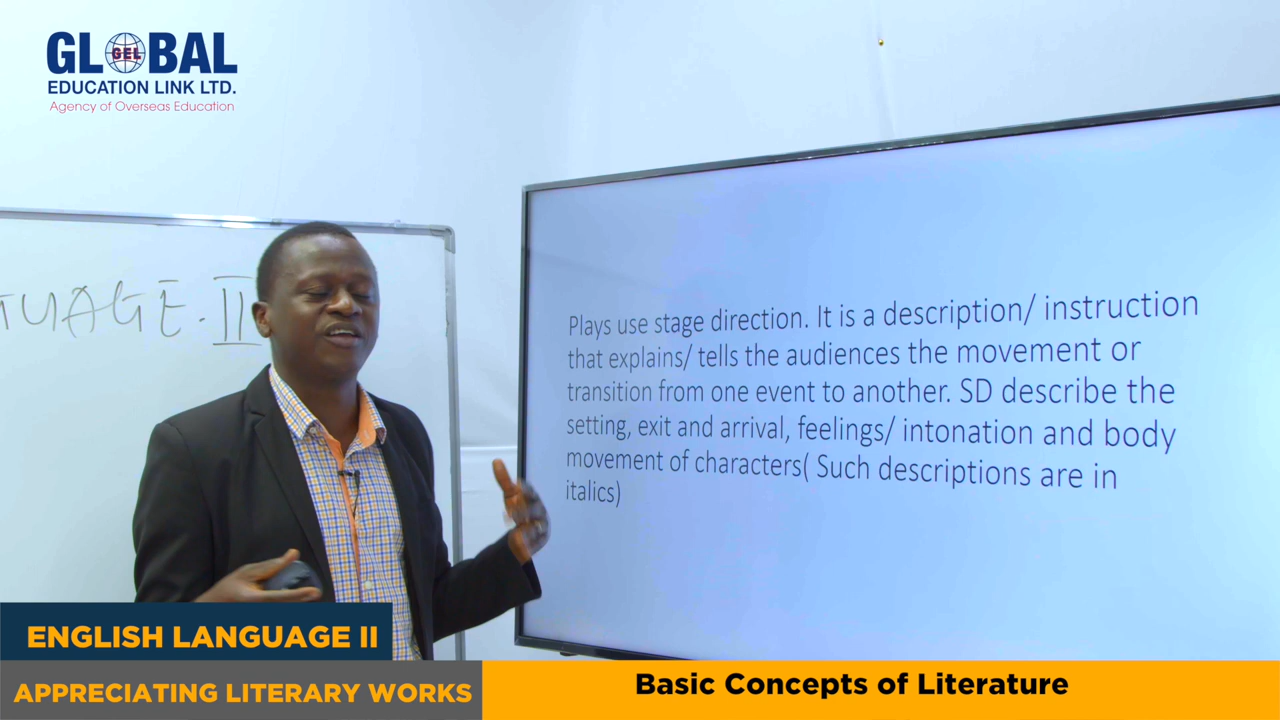 GLOBAL
GEL
EDUCATION LINK LTD.
Agency of Overseas Education
GUAGE. II
Plays use stage direction. It is a description/ instruction
that explains/ tells the audiences the movement or
transition from one event to another. SD describe the
setting, exit and arrival, feelings/ intonation and body
movement of characters( Such descriptions are in
italics)
ENGLISH LANGUAGE II
APPRECIATING LITERARY WORKS
Basic Concepts of Literature